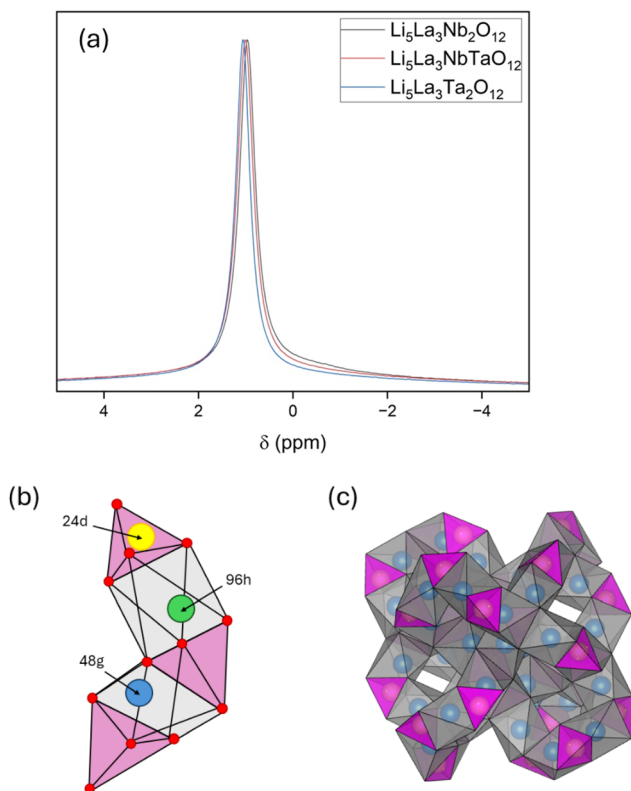 (a)
Li₅La₃Nb₂O₁₂
Li₅La₃NbTaO₁₂
Li₅La₃Ta₂O₁₂
4 2 0 −2 −4
δ (ppm)
(b)
24d
96h
48g
(c)